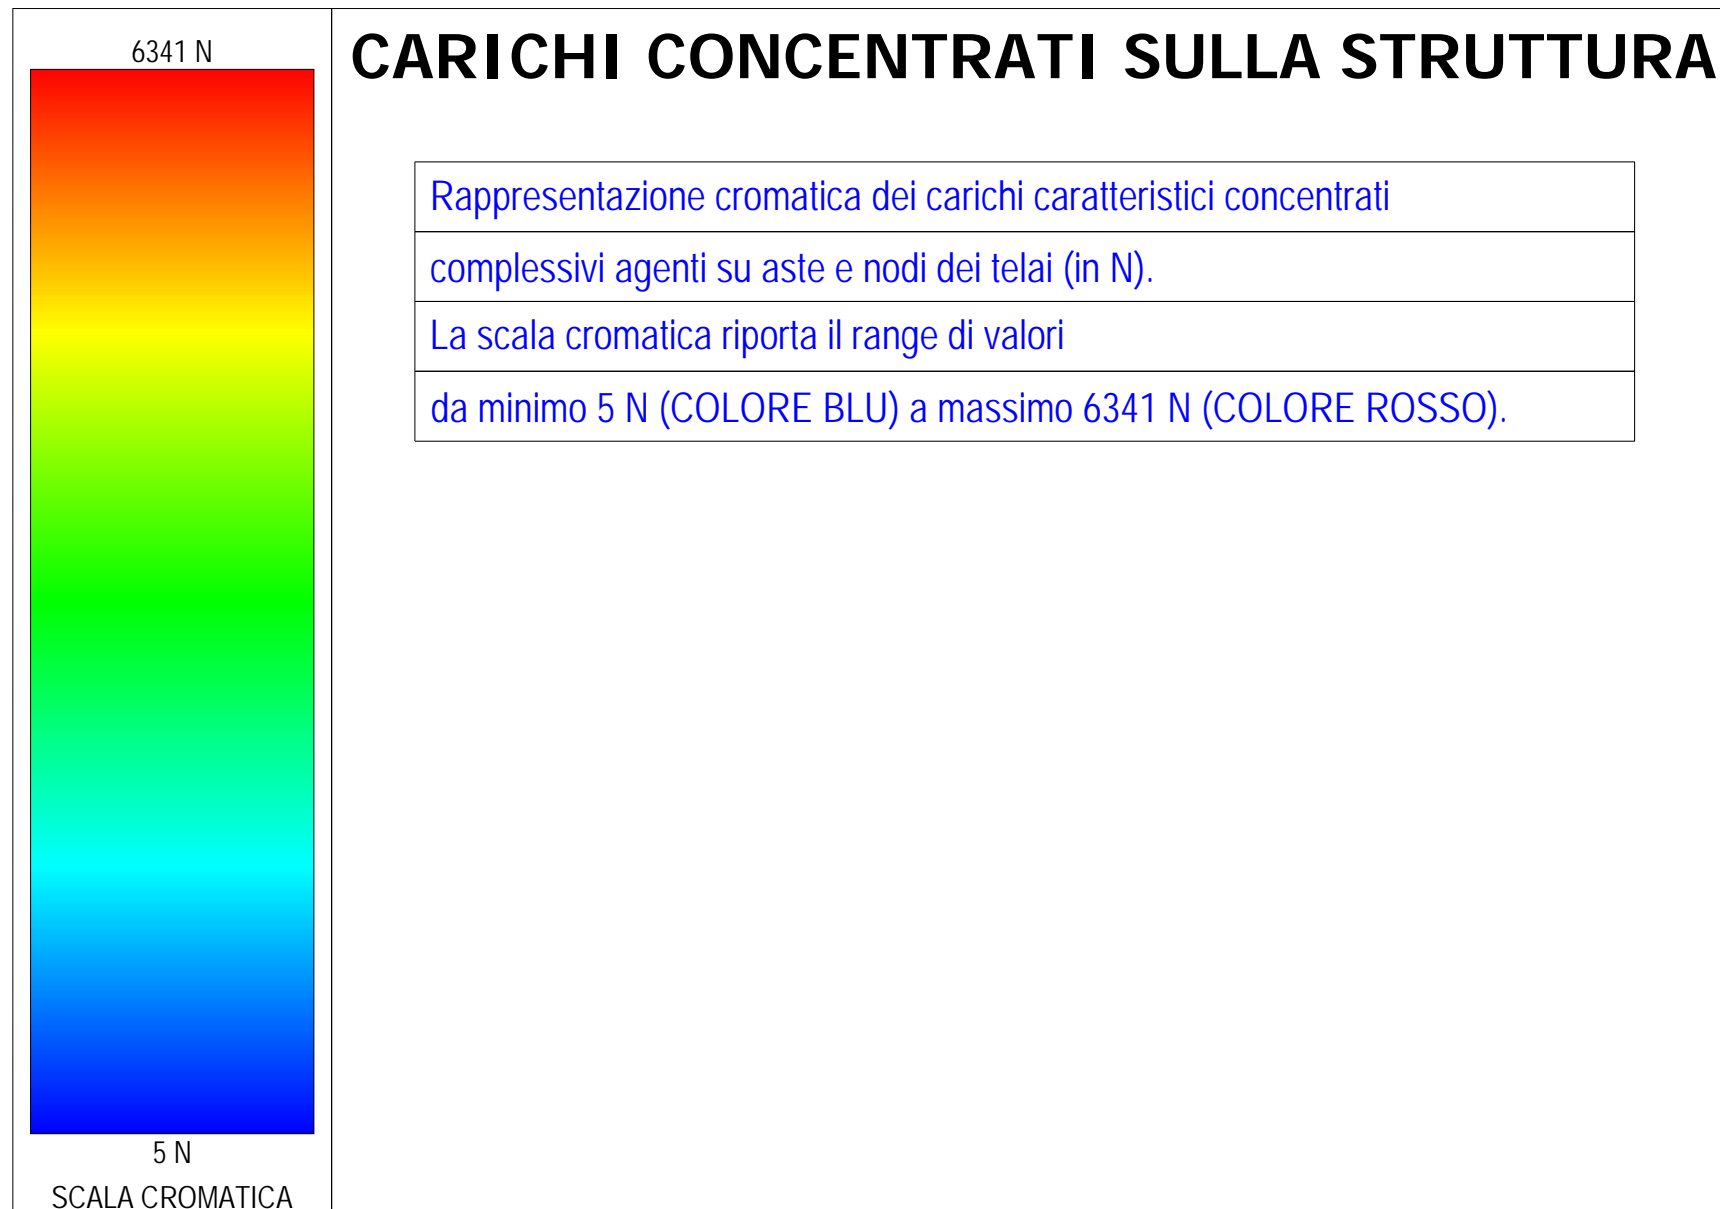 6341 N
CARICHI CONCENTRATI SULLA STRUTTURA
Rappresentazione cromatica dei carichi caratteristici concentrati
complessivi agenti su aste e nodi dei telai (in N).
La scala cromatica riporta il range di valori
da minimo 5 N (COLORE BLU) a massimo 6341 N (COLORE ROSSO).
5 N
SCALA CROMATICA